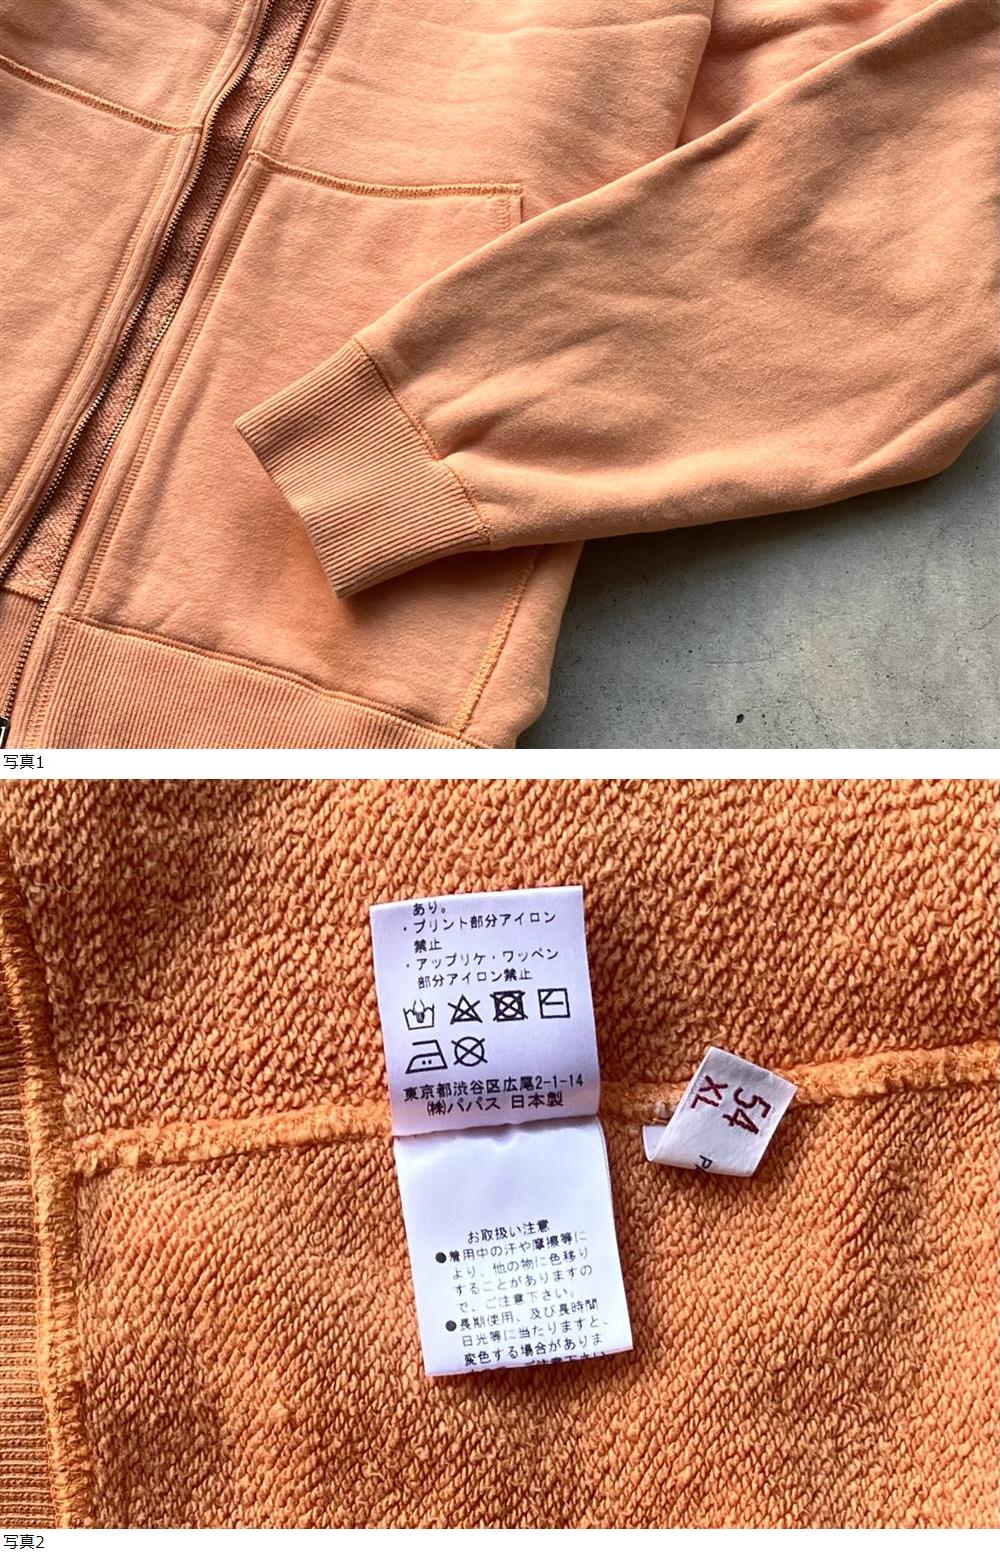 写真1
あり。
・プリント部分アイロン
禁止
・アップリケ・ワッペン
部分アイロン禁止
東京都渋谷区広尾2-1-14
㈱パパス 日本製
54
XL
お取扱い注意
●着用中の汗や摩擦等に
より、他の物に色移り
することがありますの
で、ご注意下さい。
●長期使用、及び長時間
日光等に当たりますと、
変色する場合がありま
写真2